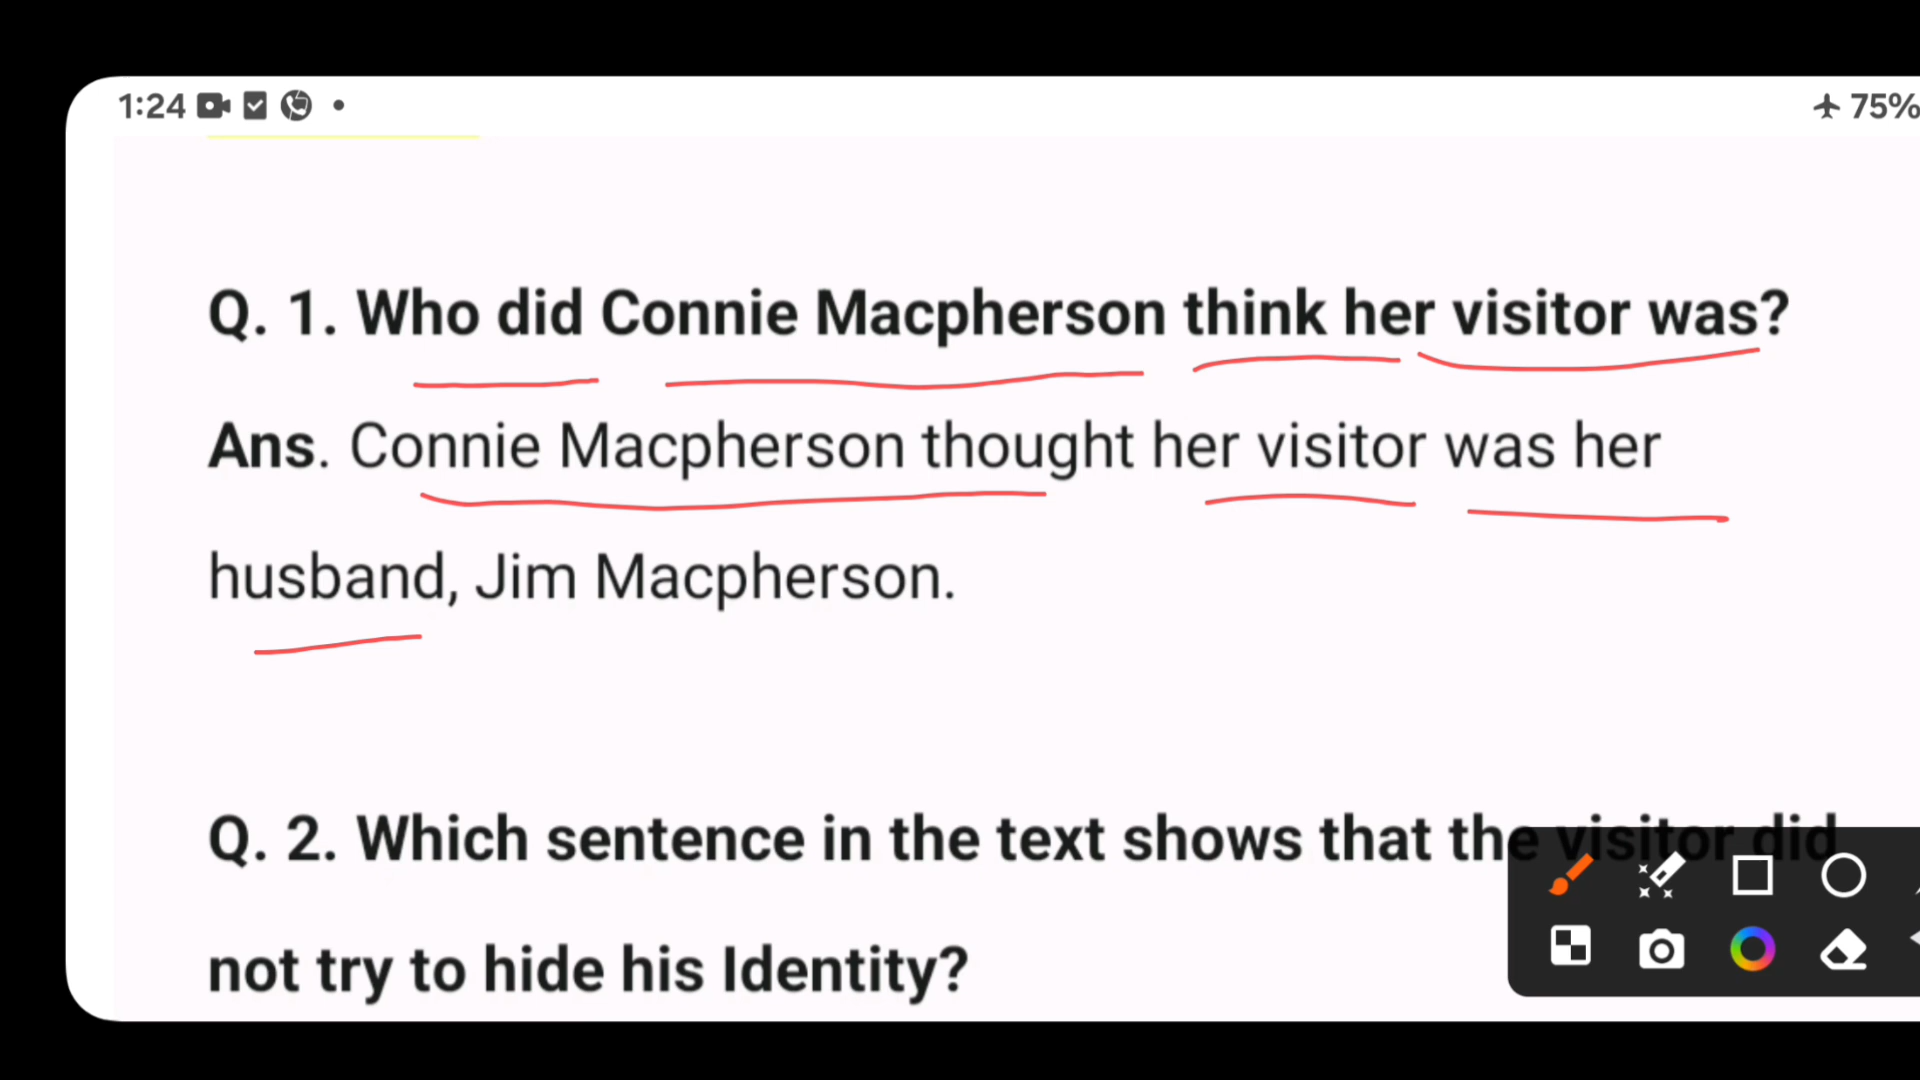 1:24
75%
Q. 1. Who did Connie Macpherson think her visitor was?
Ans. Connie Macpherson thought her visitor was her
husband, Jim Macpherson.
Q. 2. Which sentence in the text shows that the visitor did
not try to hide his Identity?